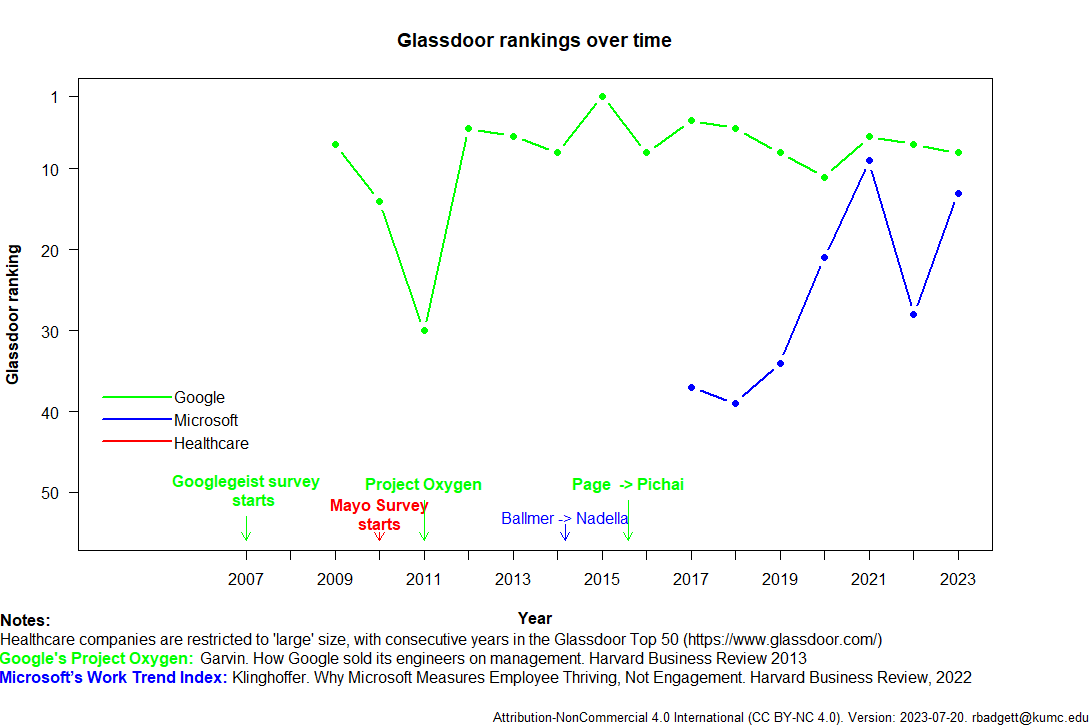 Glassdoor rankings over time
Glassdoor ranking
1
10
20
30
40
50
Google
Microsoft
Healthcare
Googlegeist survey
starts
Project Oxygen
Mayo Survey
starts
Page -> Pichai
Ballmer -> Nadella
2007 2009 2011 2013 2015 2017 2019 2021 2023
Year
Notes:
Healthcare companies are restricted to 'large' size, with consecutive years in the Glassdoor Top 50 (https://www.glassdoor.com/)
Google's Project Oxygen: Garvin. How Google sold its engineers on management. Harvard Business Review 2013
Microsoft’s Work Trend Index: Klinghoffer. Why Microsoft Measures Employee Thriving, Not Engagement. Harvard Business Review, 2022
Attribution-NonCommercial 4.0 International (CC BY-NC 4.0). Version: 2023-07-20. rbadgett@kumc.edu